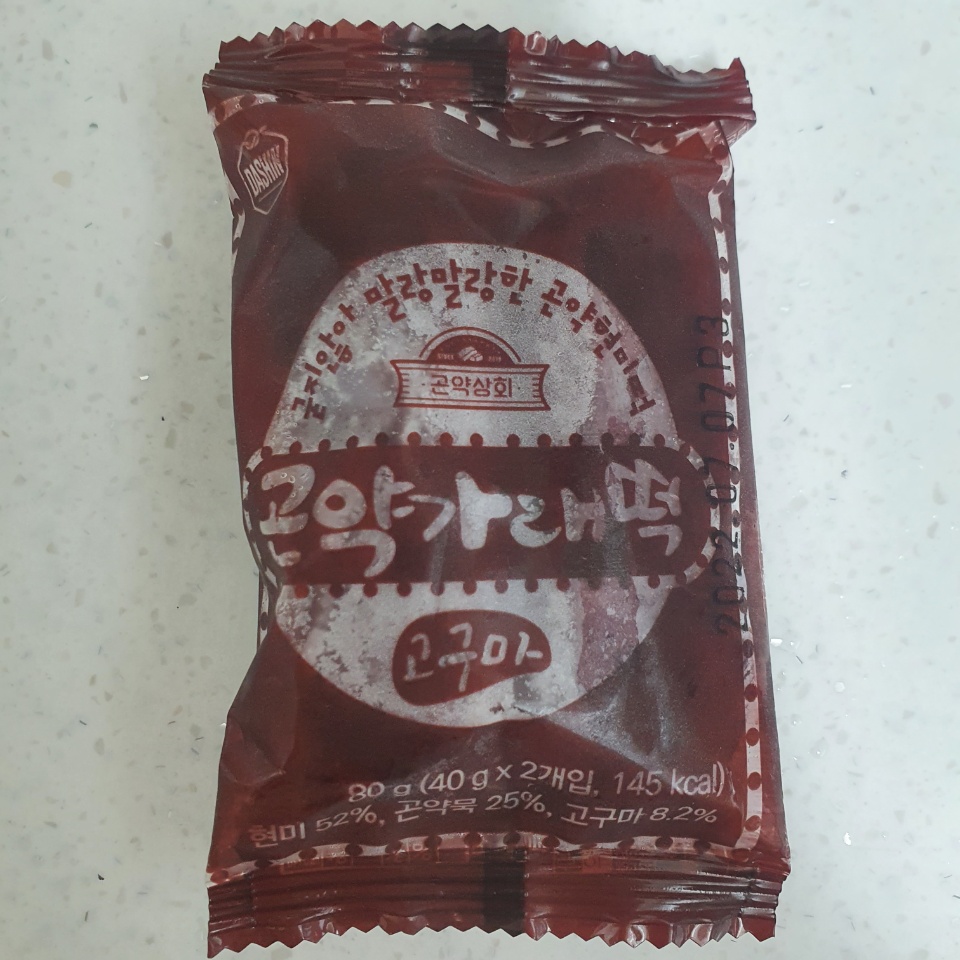 DASHIN
굳지않아 말랑말랑한 곤약현미떡
곤약상회
곤약가래떡
고구마
80 g (40 g x 2개입, 145 kcal)
현미 52%, 곤약묵 25%, 고구마 8.2%
2022.07.07P3